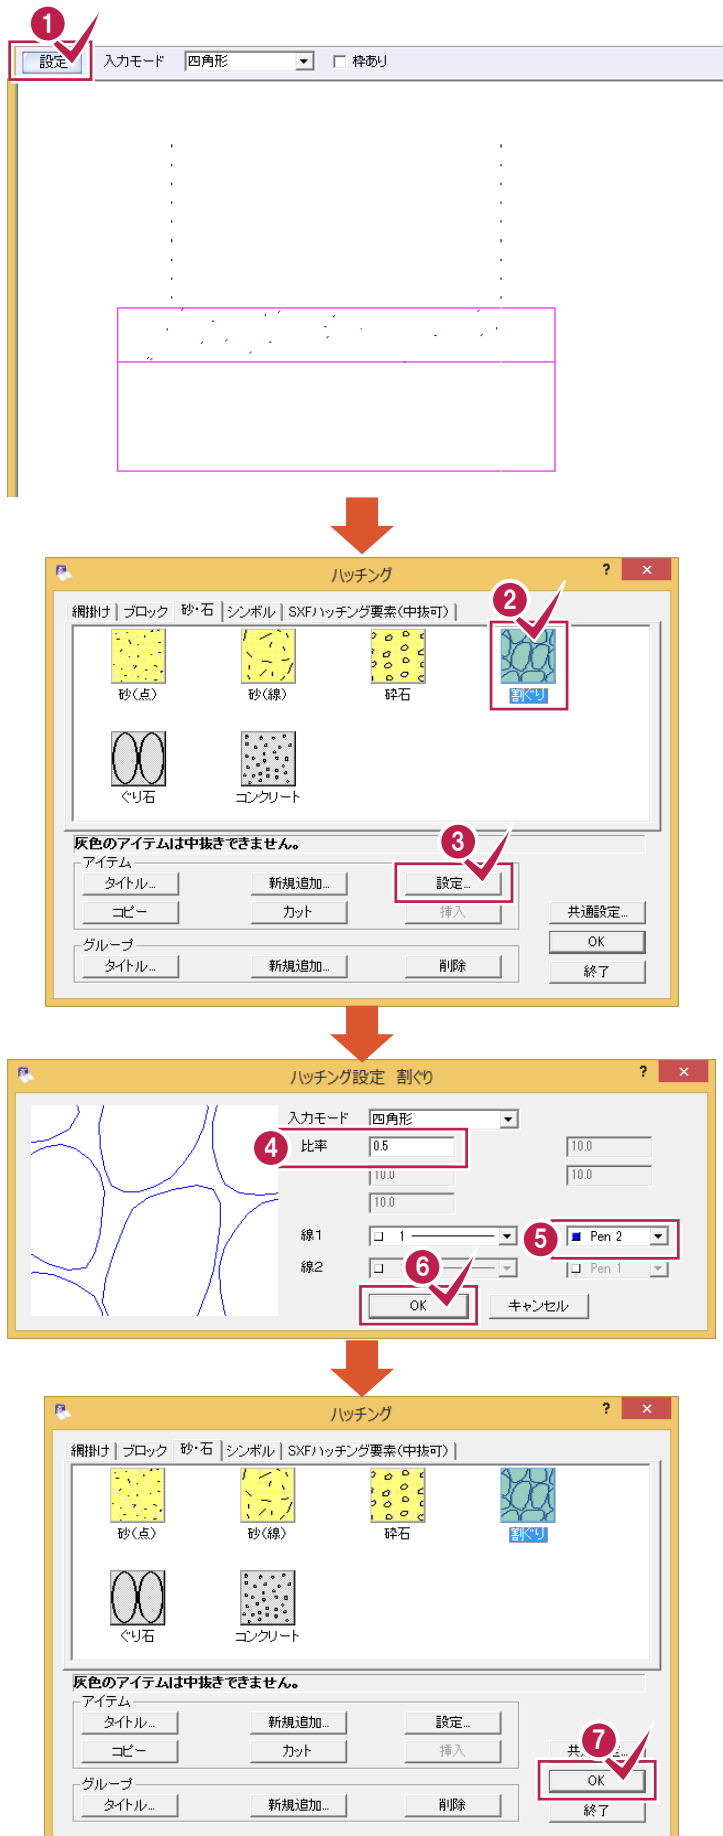 1
設定 入力モード 四角形 枠あり
ハッチング ? ×
網掛け ブロック 砂・石 シンボル SXFハッチング要素(中抜可) 2
砂(点) 砂(線) 砕石 割ぐり
ぐり石 コンクリート
灰色のアイテムは中抜きできません。 3
アイテム
タイトル... 新規追加... 設定...
コピー カット 挿入 共通設定...
グループ OK
タイトル... 新規追加... 削除 終了
ハッチング設定 割ぐり ? ×
入力モード 四角形
4 比率 0.5 10.0
10.0 10.0
10.0
線1 1 5 Pen 2
線2 6 Pen 1
OK キャンセル
ハッチング ? ×
網掛け ブロック 砂・石 シンボル SXFハッチング要素(中抜可)
砂(点) 砂(線) 砕石 割ぐり
ぐり石 コンクリート
灰色のアイテムは中抜きできません。
アイテム
タイトル... 新規追加... 設定... 7
コピー カット 挿入 共
グループ OK
タイトル... 新規追加... 削除 終了